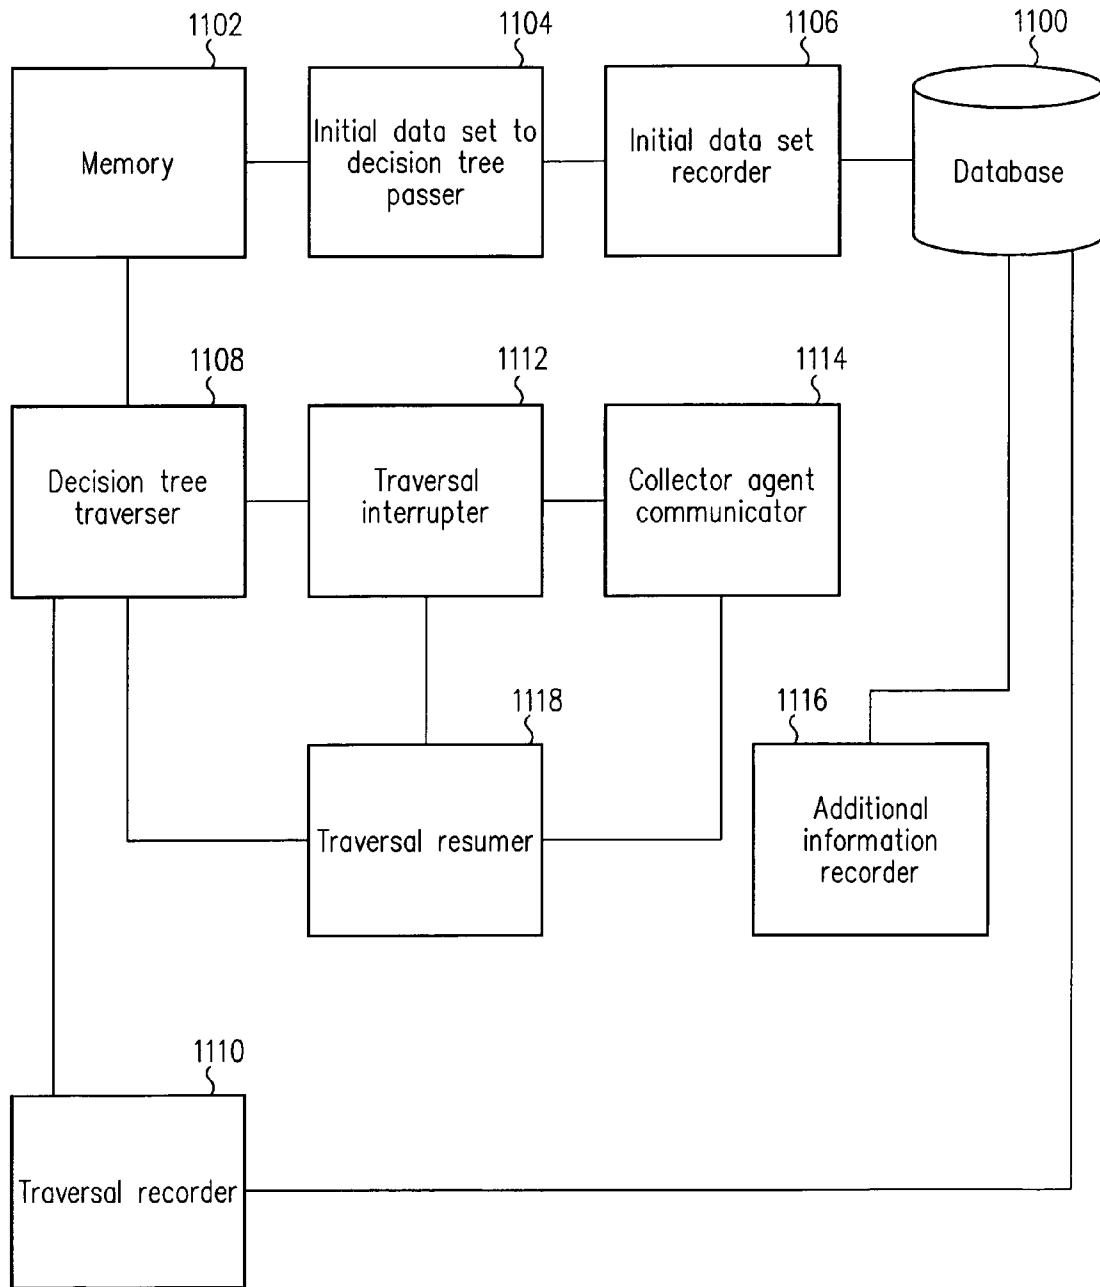 1102
1104
1106
1100
Memory
Initial data set to
decision tree
passer
Initial data set
recorder
Database
1108
1112
1114
Decision tree
traverser
Traversal
interrupter
Collector agent
communicator
1118
1116
Traversal resumer
Additional
information
recorder
1110
Traversal recorder